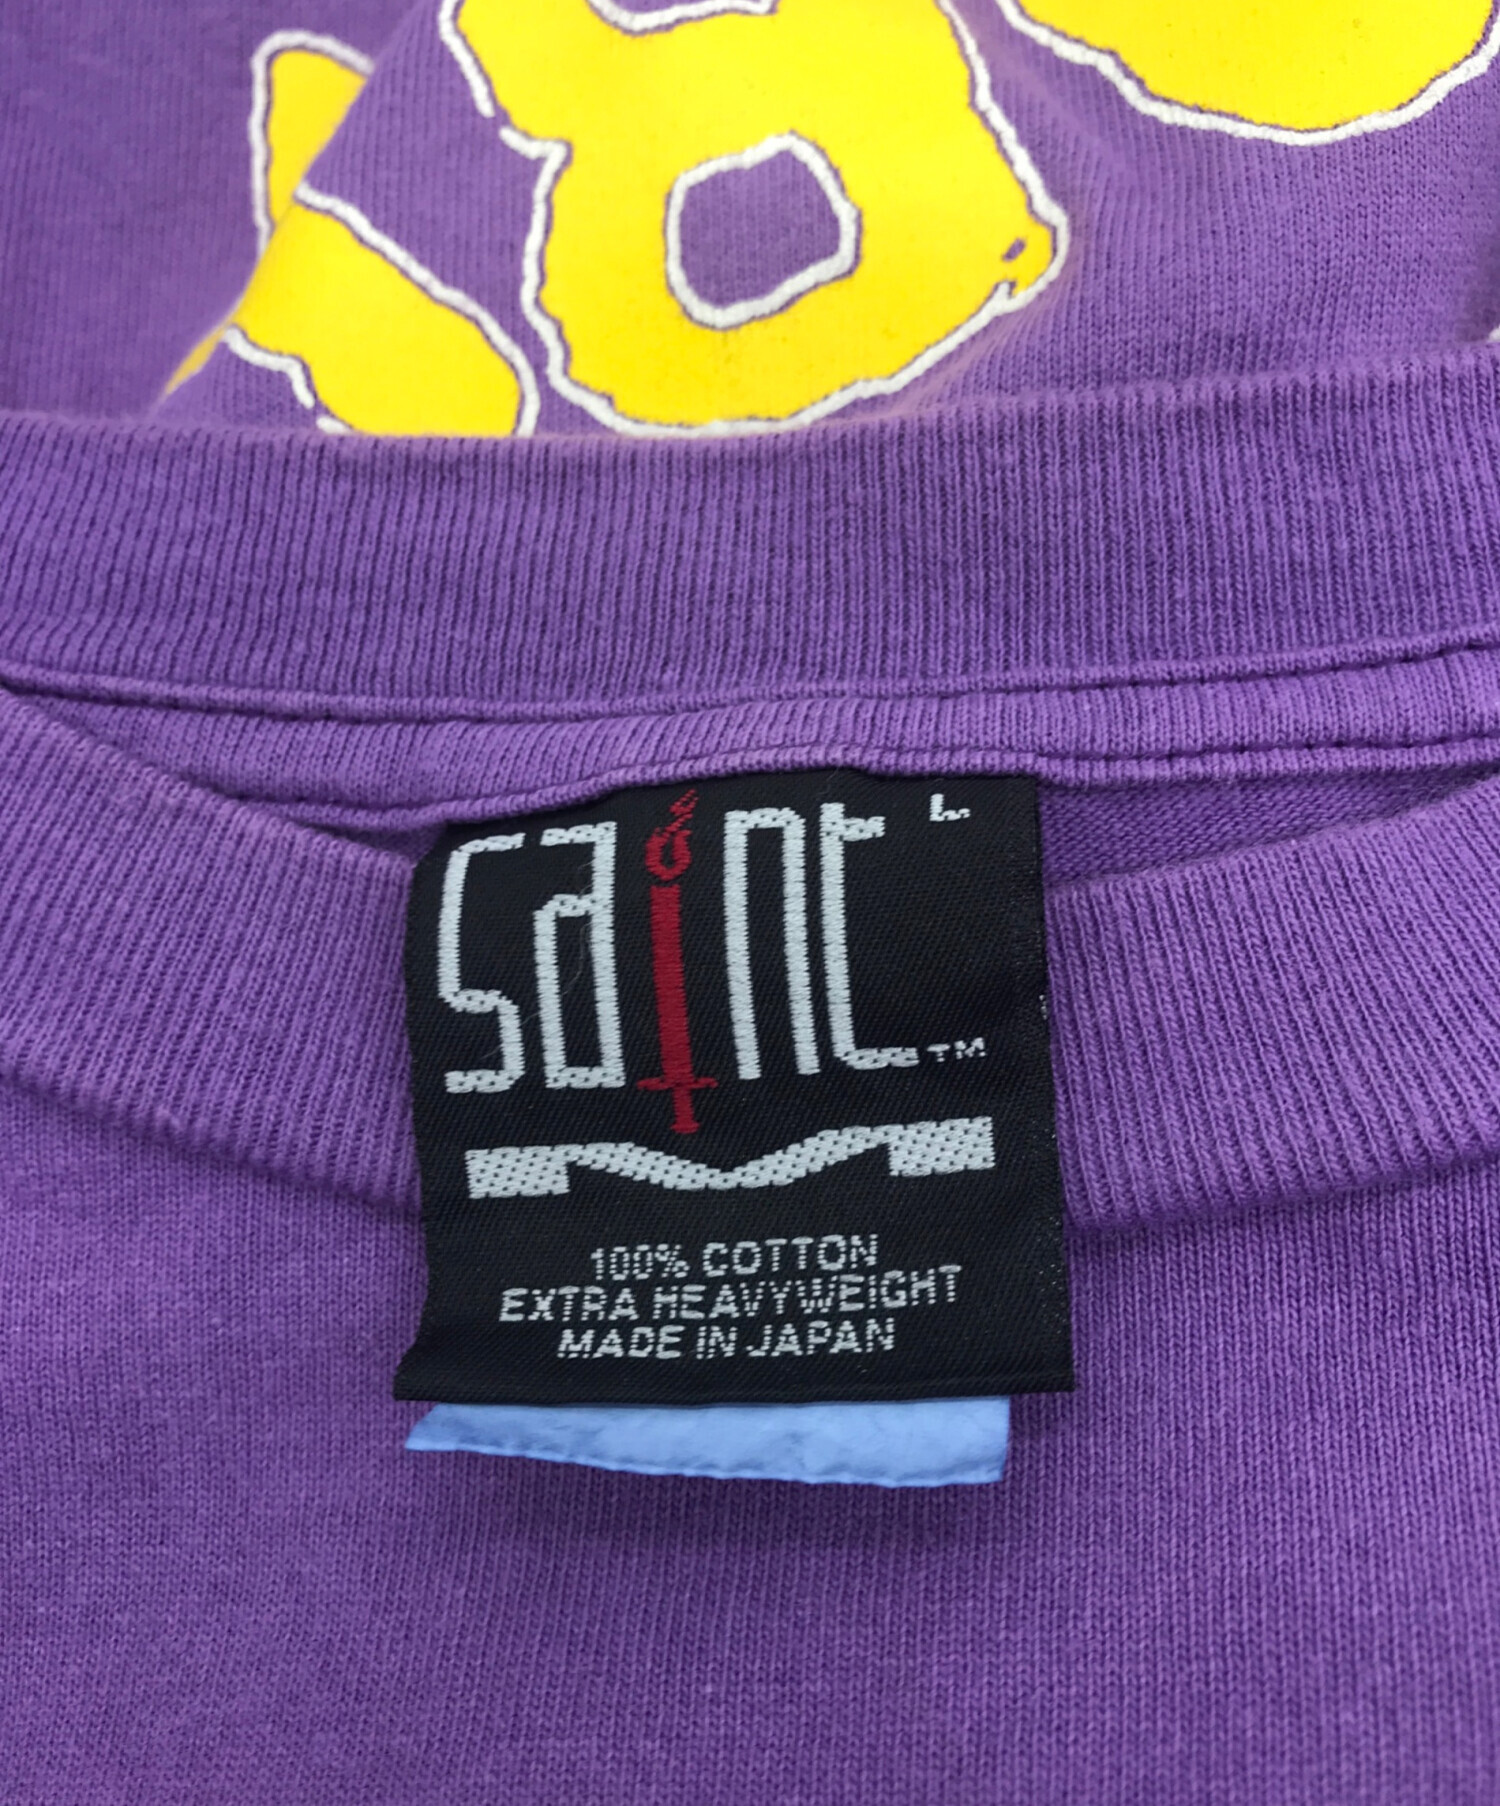 saint L
TM
100% COTTON
EXTRA HEAVYWEIGHT
MADE IN JAPAN